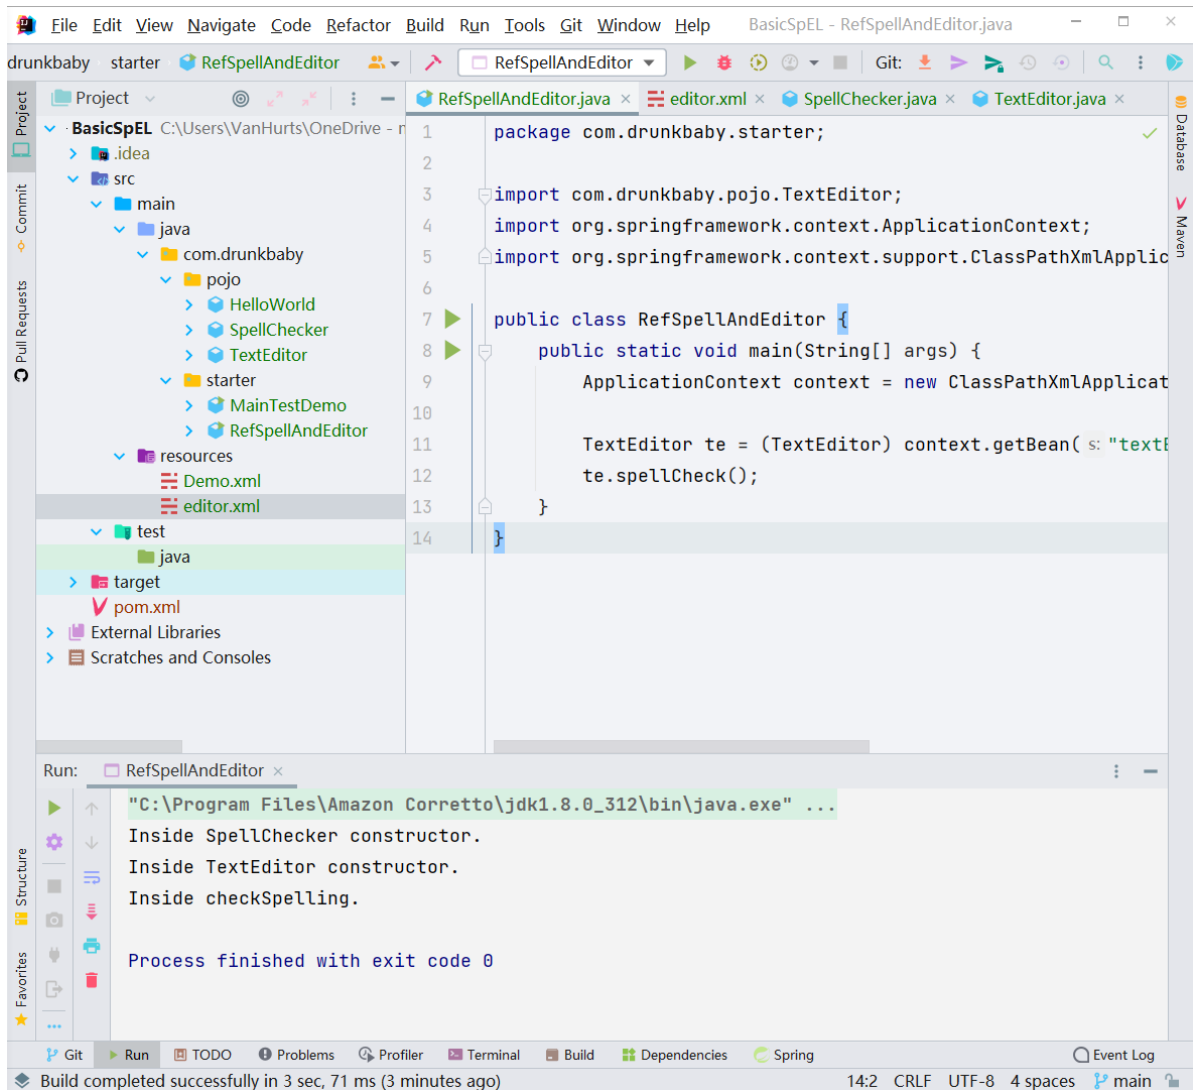 File Edit View Navigate Code Refactor Build Run Tools Git Window Help BasicSpEL - RefSpellAndEditor.java
drunkbaby starter RefSpellAndEditor RefSpellAndEditor Git:
Project
RefSpellAndEditor.java editor.xml SpellChecker.java TextEditor.java
Project
Commit
Pull Requests
Structure
Favorites
BasicSpEL C:\Users\VanHurts\OneDrive - r
.idea
src
main
java
com.drunkbaby
pojo
HelloWorld
SpellChecker
TextEditor
starter
MainTestDemo
RefSpellAndEditor
resources
Demo.xml
editor.xml
test
java
target
pom.xml
External Libraries
Scratches and Consoles
1 package com.drunkbaby.starter;
2
3 import com.drunkbaby.pojo.TextEditor;
4 import org.springframework.context.ApplicationContext;
5 import org.springframework.context.support.ClassPathXmlApplic
6
7 public class RefSpellAndEditor {
8 public static void main(String[] args) {
9 ApplicationContext context = new ClassPathXmlApplicat
10
11 TextEditor te = (TextEditor) context.getBean( s: "textE
12 te.spellCheck();
13 }
14 }
Database
Maven
Run: RefSpellAndEditor
"C:\Program Files\Amazon Corretto\jdk1.8.0_312\bin\java.exe" ...
Inside SpellChecker constructor.
Inside TextEditor constructor.
Inside checkSpelling.
Process finished with exit code 0
Git Run TODO Problems Profiler Terminal Build Dependencies Spring Event Log
Build completed successfully in 3 sec, 71 ms (3 minutes ago) 14:2 CRLF UTF-8 4 spaces main